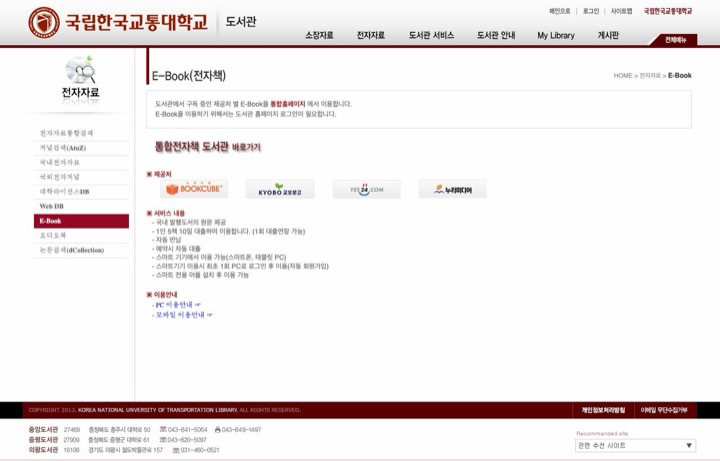 국립한국교통대학교 도서관
메인으로 | 로그인 | 사이트맵 국립한국교통대학교
소장자료 전자자료 도서관 서비스 도서관 안내 My Library 게시판 전체메뉴
전자자료
E-Book(전자책)
HOME > 전자자료 > E-Book
도서관에서 구독 중인 제공처 별 E-Book을 통합홈페이지 에서 이용합니다.
E-Book을 이용하기 위해서는 도서관 홈페이지 로그인이 필요합니다.
전자자료통합검색
저널검색(AtoZ)
국내전자자료
국외전자저널
대학라이선스DB
Web DB
E-Book
오디오북
논문검색(dCollection)
통합전자책 도서관 바로가기
제공처
BOOKCUBE
KYOBO 교보문고
YES24.COM
누리미디어
서비스 내용
- 국내 발행도서의 원문 제공
- 1인 5책 10일 대출하여 이용합니다. (1회 대출연장 가능)
- 자동 반납
- 예약시 자동 대출
- 스마트 기기에서 이용 가능(스마트폰, 태블릿 PC)
- 스마트기기 이용시 최초 1회 PC로 로그인 후 이용(자동 회원가입)
- 스마트 전용 어플 설치 후 이용 가능
이용안내
- PC 이용안내 ☞
- 모바일 이용안내 ☞
COPYRIGHT 2013. KOREA NATIONAL UNVERSITY OF TRANSPORTATION LIBRARY. ALL RIGHTS RESERVED.
개인정보처리방침 이메일 무단수집거부
중앙도서관 27469 충청북도 충주시 대학로 50 ☏043-841-5064 043-849-1497
증평도서관 27909 충청북도 증평군 대학로 61 ☏043-820-5097
의왕도서관 16106 경기도 의왕시 철도박물관로 157 ☏031-460-0521
Recommended site
관련 추천 사이트 ▼